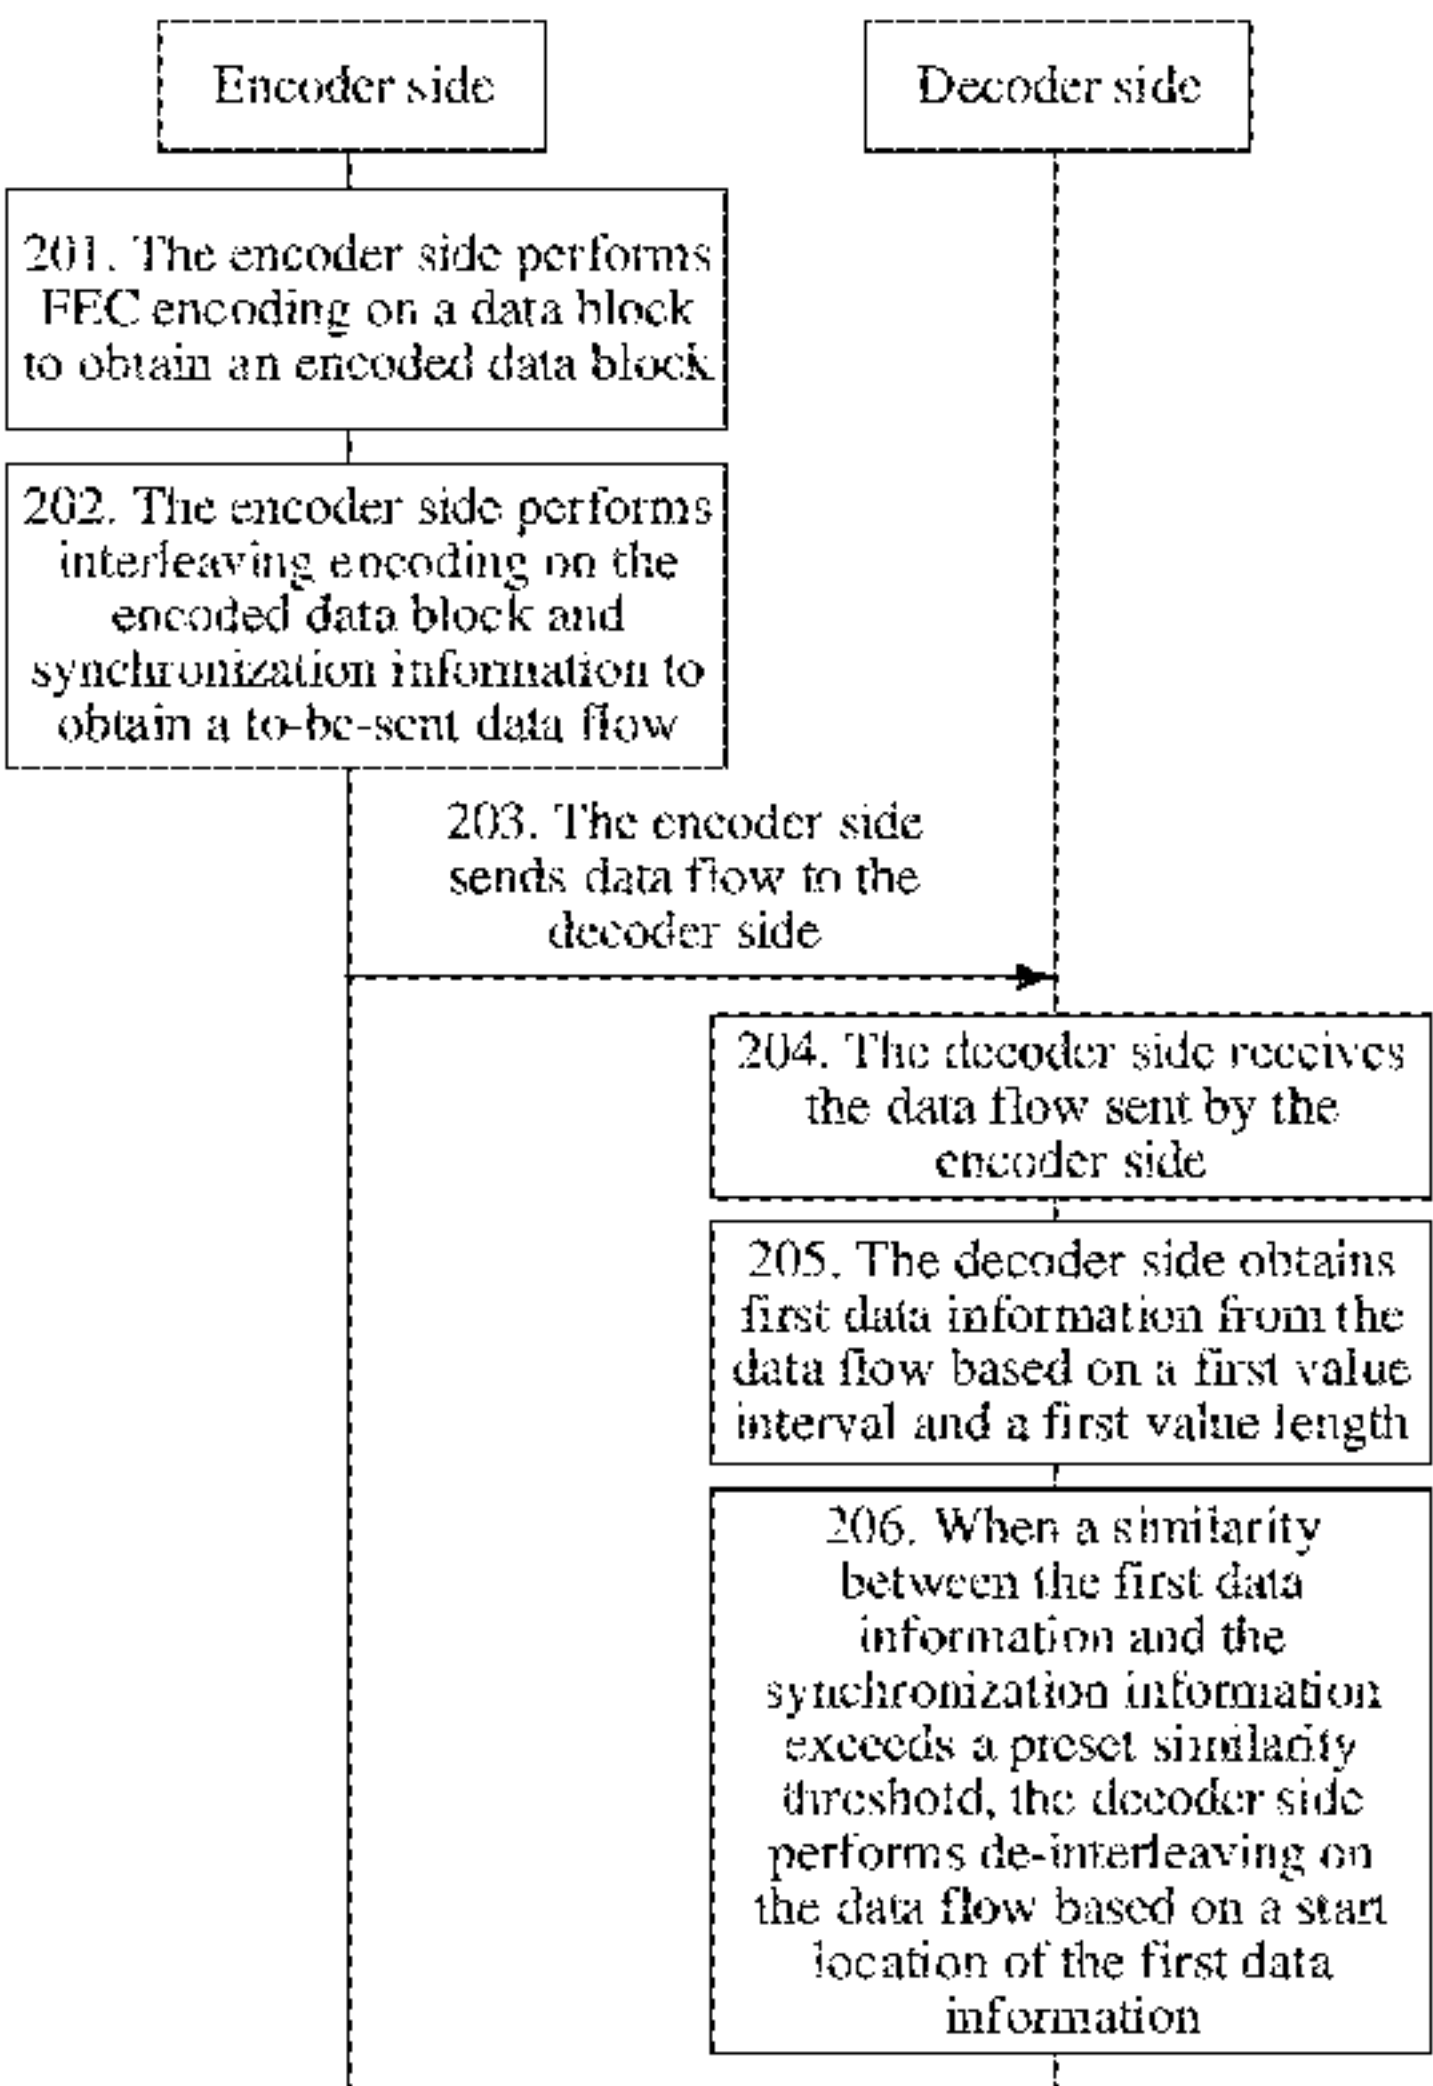 Encoder side
Decoder side
201. The encoder side performs
FEC encoding on a data block
to obtain an encoded data block
202. The encoder side performs
interleaving encoding on the
encoded data block and
synchronization information to
obtain a to-be-sent data flow
203. The encoder side
sends data flow to the
decoder side
204. The decoder side receives
the data flow sent by the
encoder side
205. The decoder side obtains
first data information from the
data flow based on a first value
interval and a first value length
206. When a similarity
between the first data
information and the
synchronization information
exceeds a preset similarity
threshold, the decoder side
performs de-interleaving on
the data flow based on a start
location of the first data
information